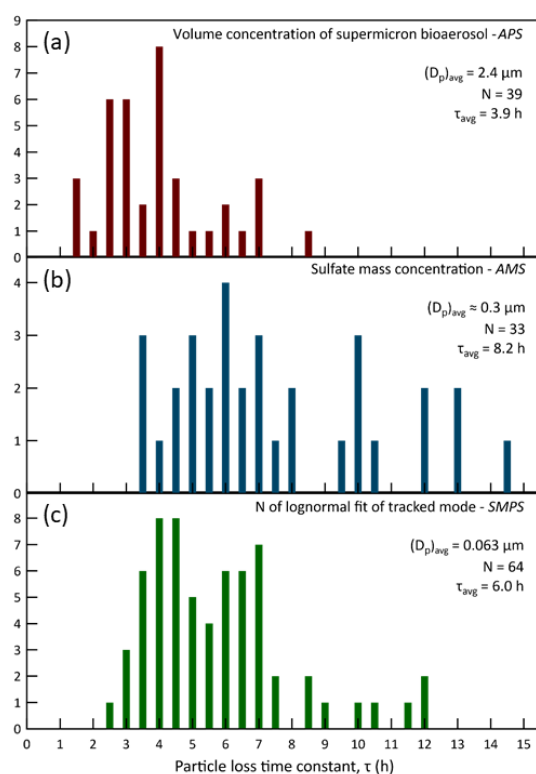 9
8
7
6
5
4
3
2
1
0
(a)
Volume concentration of supermicron bioaerosol - APS
(Dp)avg = 2.4 µm
N = 39
τavg = 3.9 h
4
3
2
1
0
(b)
Sulfate mass concentration - AMS
(Dp)avg ≈ 0.3 µm
N = 33
τavg = 8.2 h
8
7
6
5
4
3
2
1
0
(c)
N of lognormal fit of tracked mode - SMPS
(Dp)avg = 0.063 µm
N = 64
τavg = 6.0 h
0 1 2 3 4 5 6 7 8 9 10 11 12 13 14 15
Particle loss time constant, τ (h)